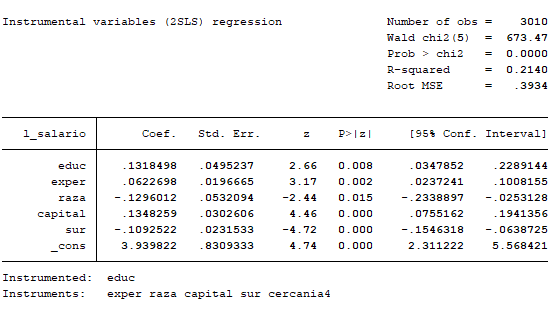 Instrumental variables (2SLS) regression Number of obs = 3010
Wald chi2(5) = 673.47
Prob > chi2 = 0.0000
R-squared = 0.2140
Root MSE = .3934
l_salario Coef. Std. Err. z P>|z| [95% Conf. Interval]
educ .1318498 .0495237 2.66 0.008 .0347852 .2289144
exper .0622698 .0196665 3.17 0.002 .0237241 .1008155
raza -.1296012 .0532094 -2.44 0.015 -.2338897 -.0253128
capital .1348259 .0302606 4.46 0.000 .0755162 .1941356
sur -.1092522 .0231533 -4.72 0.000 -.1546318 -.0638725
_cons 3.939822 .8309333 4.74 0.000 2.311222 5.568421
Instrumented: educ
Instruments: exper raza capital sur cercania4